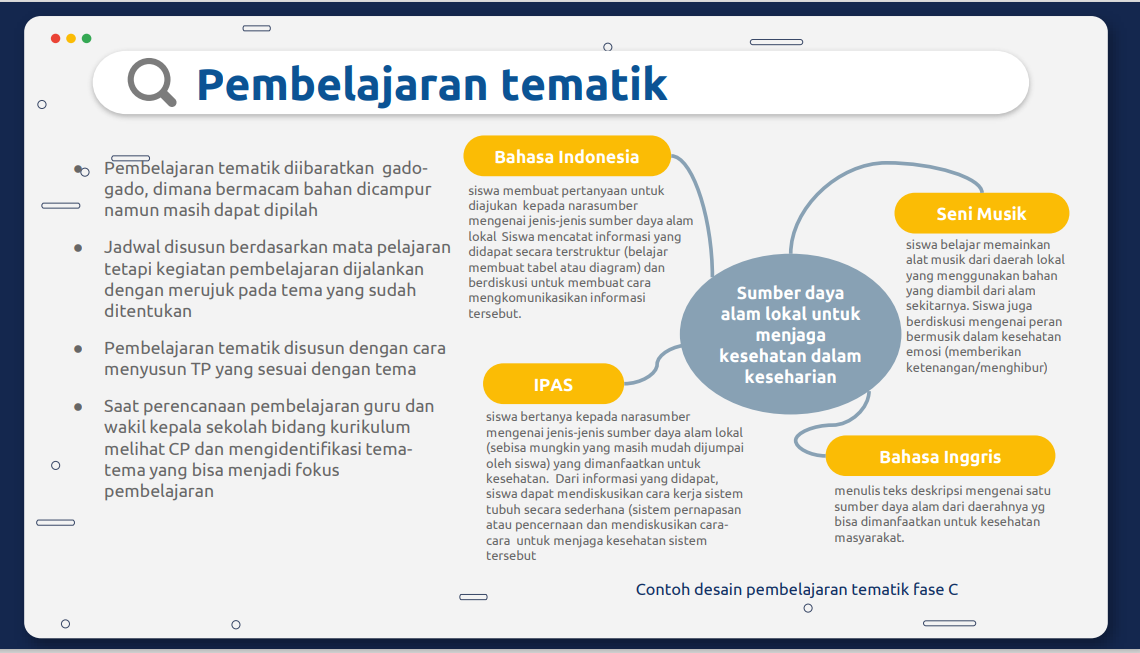 Pembelajaran tematik
● Pembelajaran tematik diibaratkan gado-
gado, dimana bermacam bahan dicampur
namun masih dapat dipilah
● Jadwal disusun berdasarkan mata pelajaran
tetapi kegiatan pembelajaran dijalankan
dengan merujuk pada tema yang sudah
ditentukan
● Pembelajaran tematik disusun dengan cara
menyusun TP yang sesuai dengan tema
● Saat perencanaan pembelajaran guru dan
wakil kepala sekolah bidang kurikulum
melihat CP dan mengidentifikasi tema-
tema yang bisa menjadi fokus
pembelajaran
Bahasa Indonesia
siswa membuat pertanyaan untuk
diajukan kepada narasumber
mengenai jenis-jenis sumber daya alam
lokal Siswa mencatat informasi yang
didapat secara terstruktur (belajar
membuat tabel atau diagram) dan
berdiskusi untuk membuat cara
mengkomunikasikan informasi
tersebut.
IPAS
siswa bertanya kepada narasumber
mengenai jenis-jenis sumber daya alam lokal
(sebisa mungkin yang masih mudah dijumpai
oleh siswa) yang dimanfaatkan untuk
kesehatan. Dari informasi yang didapat,
siswa dapat mendiskusikan cara kerja sistem
tubuh secara sederhana (sistem pernapasan
atau pencernaan dan mendiskusikan cara-
cara untuk menjaga kesehatan sistem
tersebut
Sumber daya
alam lokal untuk
menjaga
kesehatan dalam
keseharian
Seni Musik
siswa belajar memainkan
alat musik dari daerah lokal
yang menggunakan bahan
yang diambil dari alam
sekitarnya. Siswa juga
berdiskusi mengenai peran
bermusik dalam kesehatan
emosi (memberikan
ketenangan/menghibur)
Bahasa Inggris
menulis teks deskripsi mengenai satu
sumber daya alam dari daerahnya yg
bisa dimanfaatkan untuk kesehatan
masyarakat.
Contoh desain pembelajaran tematik fase C